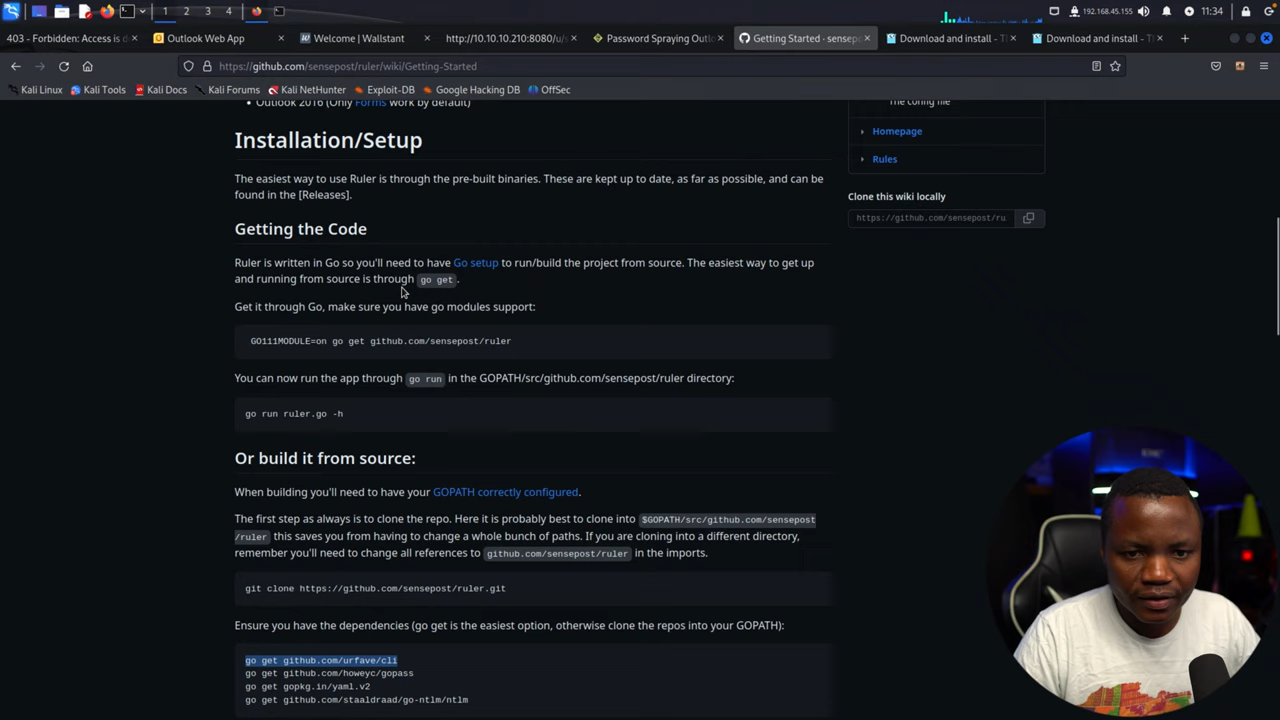 1 2 3 4
192.168.45.155 11:34
403 - Forbidden: Access is d
Outlook Web App
Welcome | Wallstant
http://10.10.10.210:8080/u/s
Password Spraying Outlo
Getting Started · sensepo
Download and install - T
Download and install - T
https://github.com/sensepost/ruler/wiki/Getting-Started
Kali Linux Kali Tools Kali Docs Kali Forums Kali NetHunter Exploit-DB Google Hacking DB OffSec
Outlook 2016 (Only Forms work by default)
Installation/Setup
The easiest way to use Ruler is through the pre-built binaries. These are kept up to date, as far as possible, and can be
found in the [Releases].
Getting the Code
Ruler is written in Go so you'll need to have Go setup to run/build the project from source. The easiest way to get up
and running from source is through go get.
Get it through Go, make sure you have go modules support:
GO111MODULE=on go get github.com/sensepost/ruler
You can now run the app through go run in the GOPATH/src/github.com/sensepost/ruler directory:
go run ruler.go -h
Or build it from source:
When building you'll need to have your GOPATH correctly configured.
The first step as always is to clone the repo. Here it is probably best to clone into $GOPATH/src/github.com/sensepost
/ruler this saves you from having to change a whole bunch of paths. If you are cloning into a different directory,
remember you'll need to change all references to github.com/sensepost/ruler in the imports.
git clone https://github.com/sensepost/ruler.git
Ensure you have the dependencies (go get is the easiest option, otherwise clone the repos into your GOPATH):
go get github.com/urfave/cli
go get github.com/howeyc/gopass
go get gopkg.in/yaml.v2
go get github.com/staaldraad/go-ntlm/ntlm
The config file
Homepage
Rules
Clone this wiki locally
https://github.com/sensepost/ru